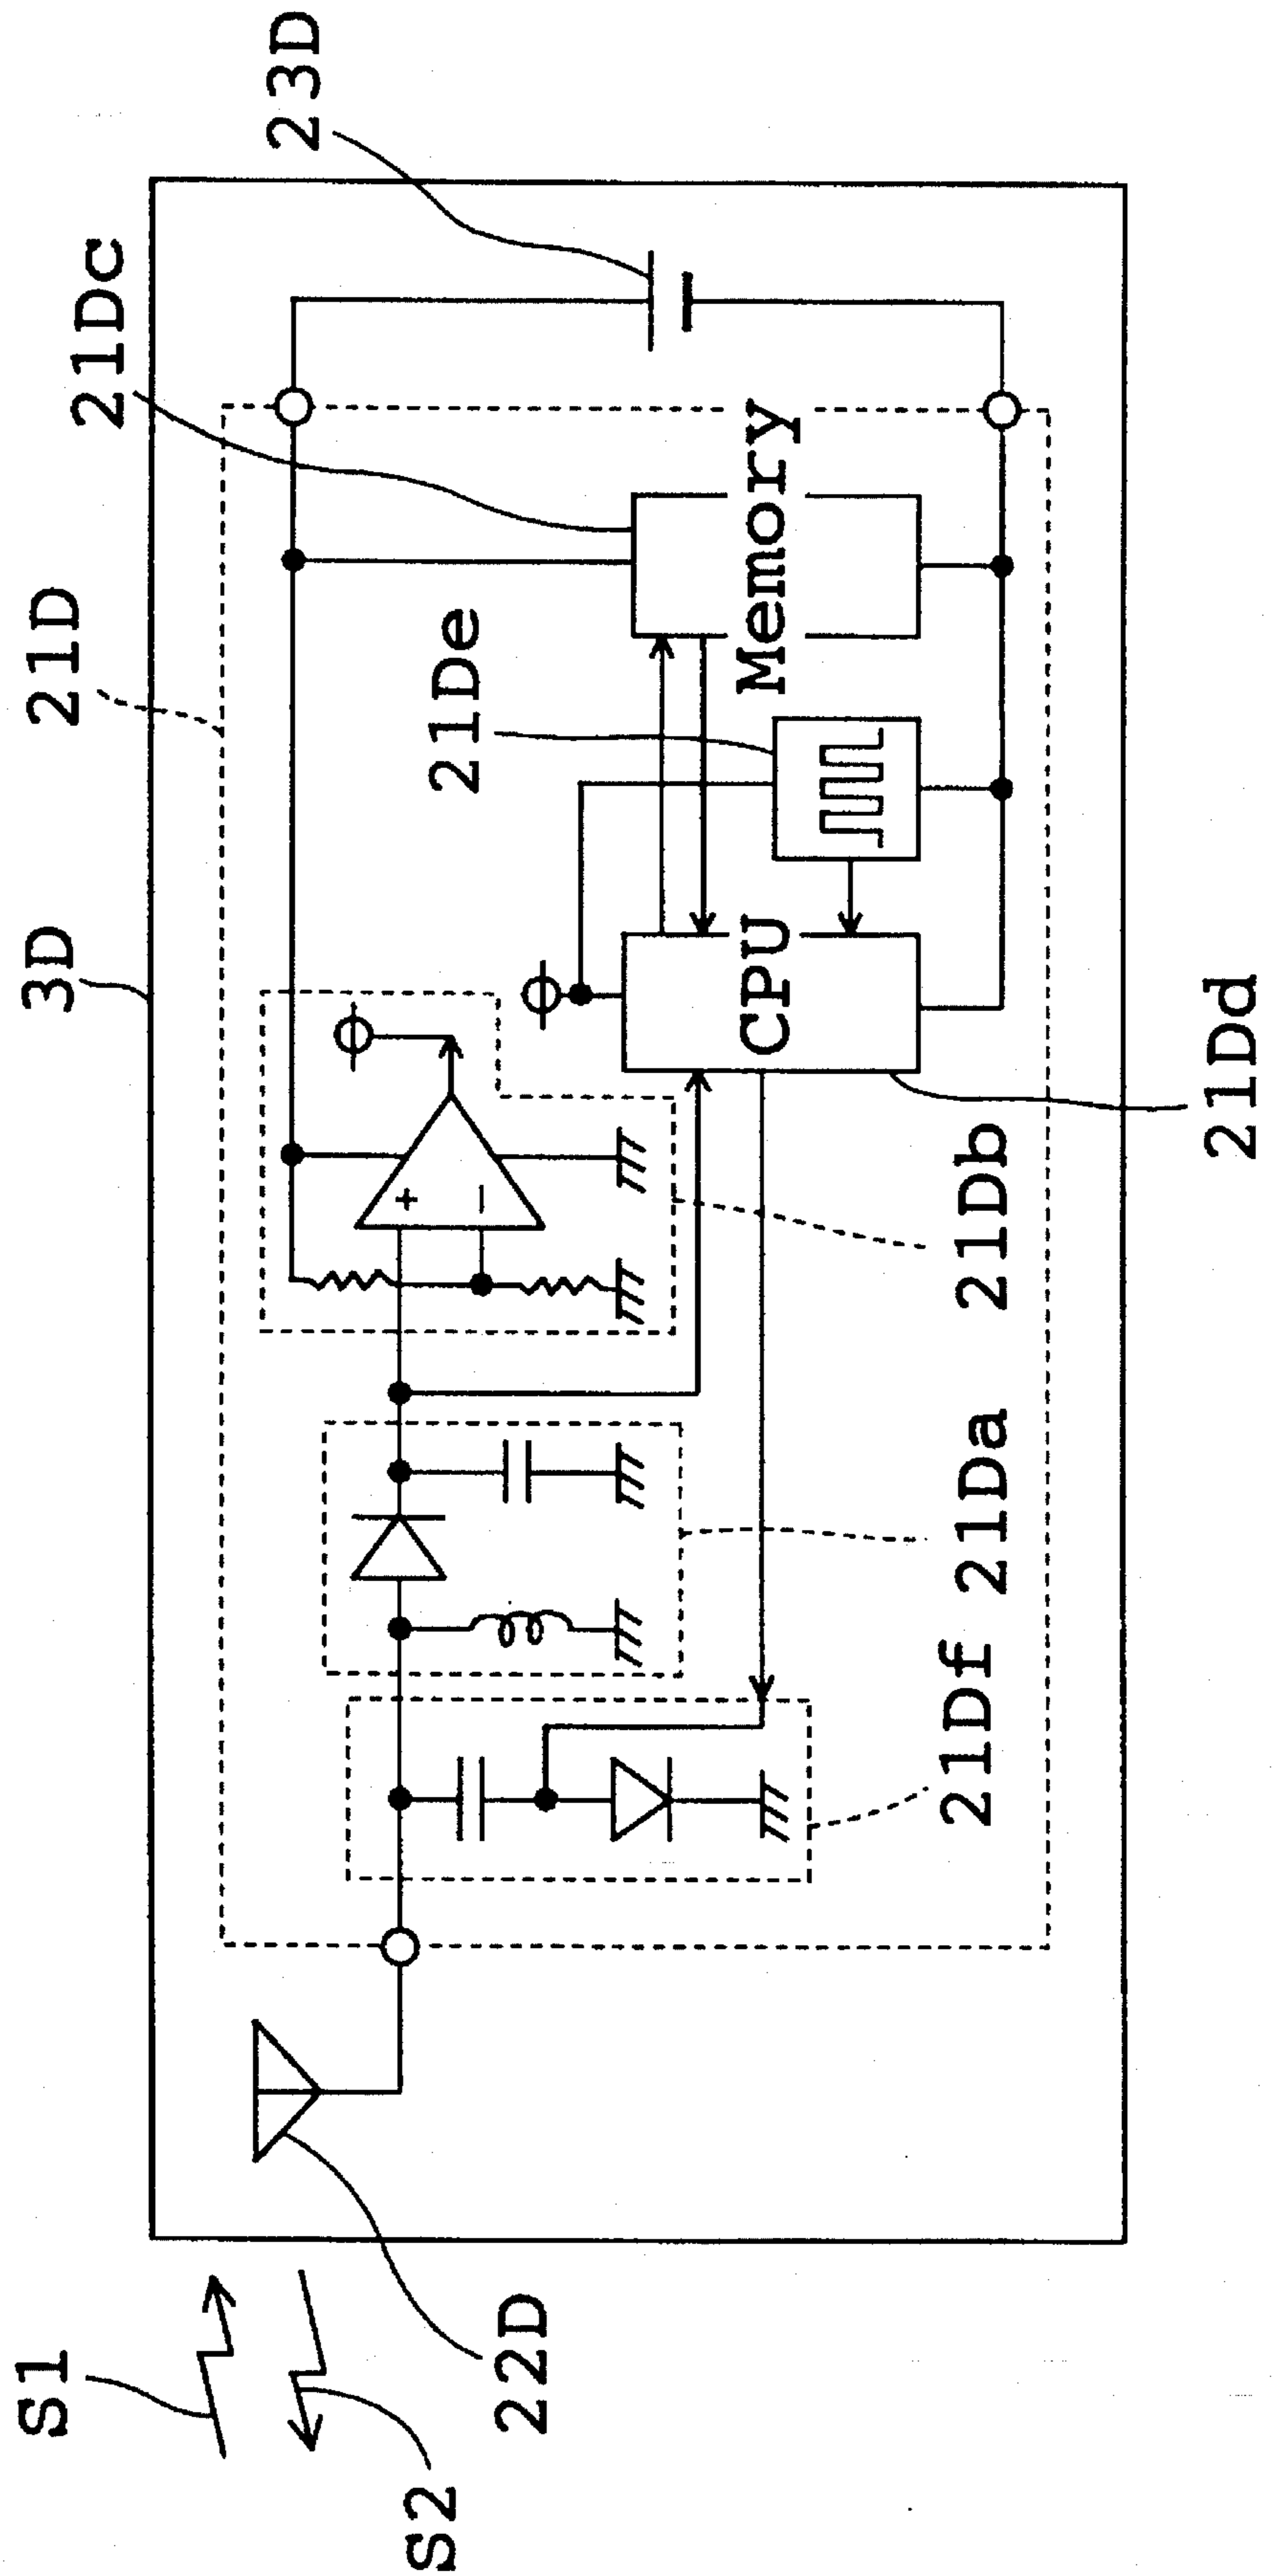 S1
S2
22D
3D
21D
21Dc
23D
21De
Memory
CPU
+
−
21Df
21Da
21Db
21Dd